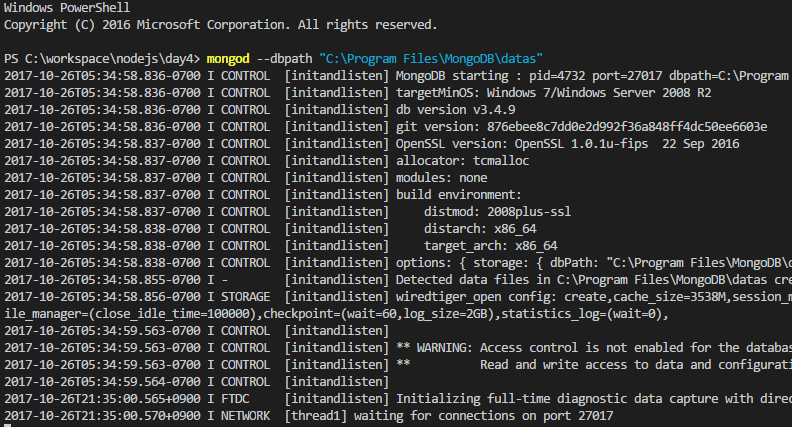 Windows PowerShell
Copyright (C) 2016 Microsoft Corporation. All rights reserved.
PS C:\workspace\nodejs\day4> mongod --dbpath "C:\Program Files\MongoDB\datas"
2017-10-26T05:34:58.836-0700 I CONTROL  [initandlisten] MongoDB starting : pid=4732 port=27017 dbpath=C:\Program
2017-10-26T05:34:58.836-0700 I CONTROL  [initandlisten] targetMinOS: Windows 7/Windows Server 2008 R2
2017-10-26T05:34:58.836-0700 I CONTROL  [initandlisten] db version v3.4.9
2017-10-26T05:34:58.836-0700 I CONTROL  [initandlisten] git version: 876ebee8c7dd0e2d992f36a848ff4dc50ee6603e
2017-10-26T05:34:58.837-0700 I CONTROL  [initandlisten] OpenSSL version: OpenSSL 1.0.1u-fips  22 Sep 2016
2017-10-26T05:34:58.837-0700 I CONTROL  [initandlisten] allocator: tcmalloc
2017-10-26T05:34:58.837-0700 I CONTROL  [initandlisten] modules: none
2017-10-26T05:34:58.837-0700 I CONTROL  [initandlisten] build environment:
2017-10-26T05:34:58.837-0700 I CONTROL  [initandlisten]     distmod: 2008plus-ssl
2017-10-26T05:34:58.838-0700 I CONTROL  [initandlisten]     distarch: x86_64
2017-10-26T05:34:58.838-0700 I CONTROL  [initandlisten]     target_arch: x86_64
2017-10-26T05:34:58.838-0700 I CONTROL  [initandlisten] options: { storage: { dbPath: "C:\Program Files\MongoDB\d
2017-10-26T05:34:58.855-0700 I -        [initandlisten] Detected data files in C:\Program Files\MongoDB\datas cre
2017-10-26T05:34:58.856-0700 I STORAGE  [initandlisten] wiredtiger_open config: create,cache_size=3538M,session_m
ile_manager=(close_idle_time=100000),checkpoint=(wait=60,log_size=2GB),statistics_log=(wait=0),
2017-10-26T05:34:59.563-0700 I CONTROL  [initandlisten]
2017-10-26T05:34:59.563-0700 I CONTROL  [initandlisten] ** WARNING: Access control is not enabled for the databas
2017-10-26T05:34:59.563-0700 I CONTROL  [initandlisten] **          Read and write access to data and configurati
2017-10-26T05:34:59.564-0700 I CONTROL  [initandlisten]
2017-10-26T21:35:00.565+0900 I FTDC     [initandlisten] Initializing full-time diagnostic data capture with direc
2017-10-26T21:35:00.570+0900 I NETWORK  [thread1] waiting for connections on port 27017